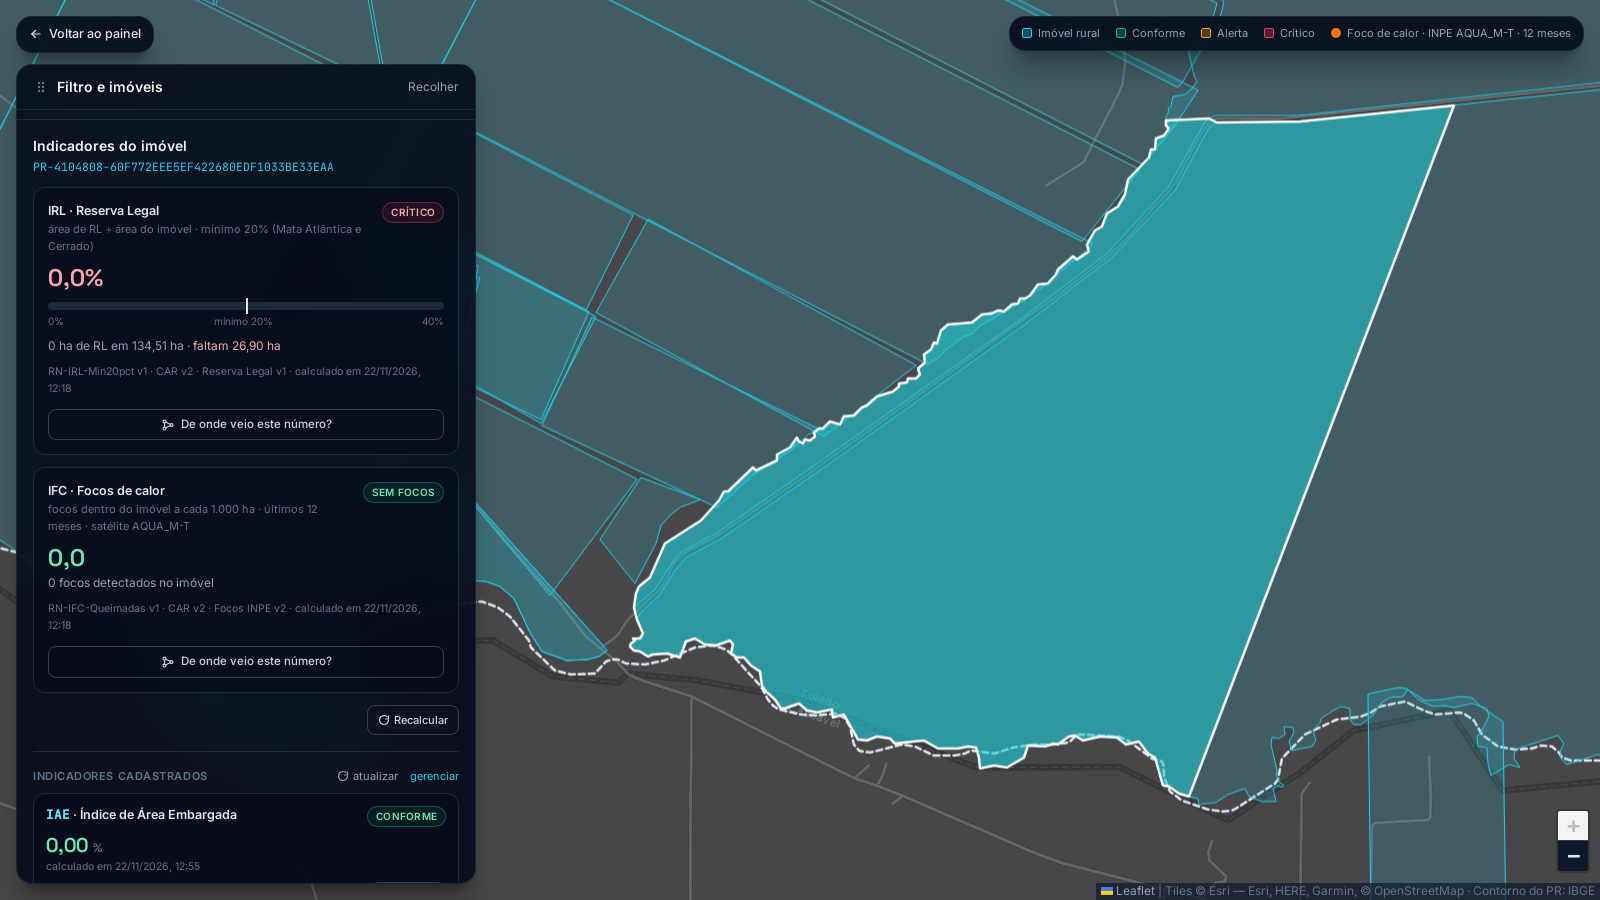 Voltar ao painel
Imóvel rural
Conforme
Alerta
Crítico
Foco de calor · INPE AQUA_M-T · 12 meses
Filtro e imóveis
Recolher
Indicadores do imóvel
PR-4104808-60F772EEE5EF422680EDF1033BE33EAA
IRL · Reserva Legal
CRÍTICO
área de RL ÷ área do imóvel · mínimo 20% (Mata Atlântica e
Cerrado)
0,0%
0%
mínimo 20%
40%
0 ha de RL em 134,51 ha · faltam 26,90 ha
RN-IRL-Min20pct v1 · CAR v2 · Reserva Legal v1 · calculado em 22/11/2026,
12:18
De onde veio este número?
IFC · Focos de calor
SEM FOCOS
focos dentro do imóvel a cada 1.000 ha · últimos 12
meses · satélite AQUA_M-T
0,0
0 focos detectados no imóvel
RN-IFC-Queimadas v1 · CAR v2 · Focos INPE v2 · calculado em 22/11/2026,
12:18
De onde veio este número?
Recalcular
INDICADORES CADASTRADOS
atualizar
gerenciar
IAE · Índice de Área Embargada
CONFORME
0,00 %
calculado em 22/11/2026, 12:55
Toledo
+
−
Leaflet | Tiles © Esri — Esri, HERE, Garmin, © OpenStreetMap · Contorno do PR: IBGE